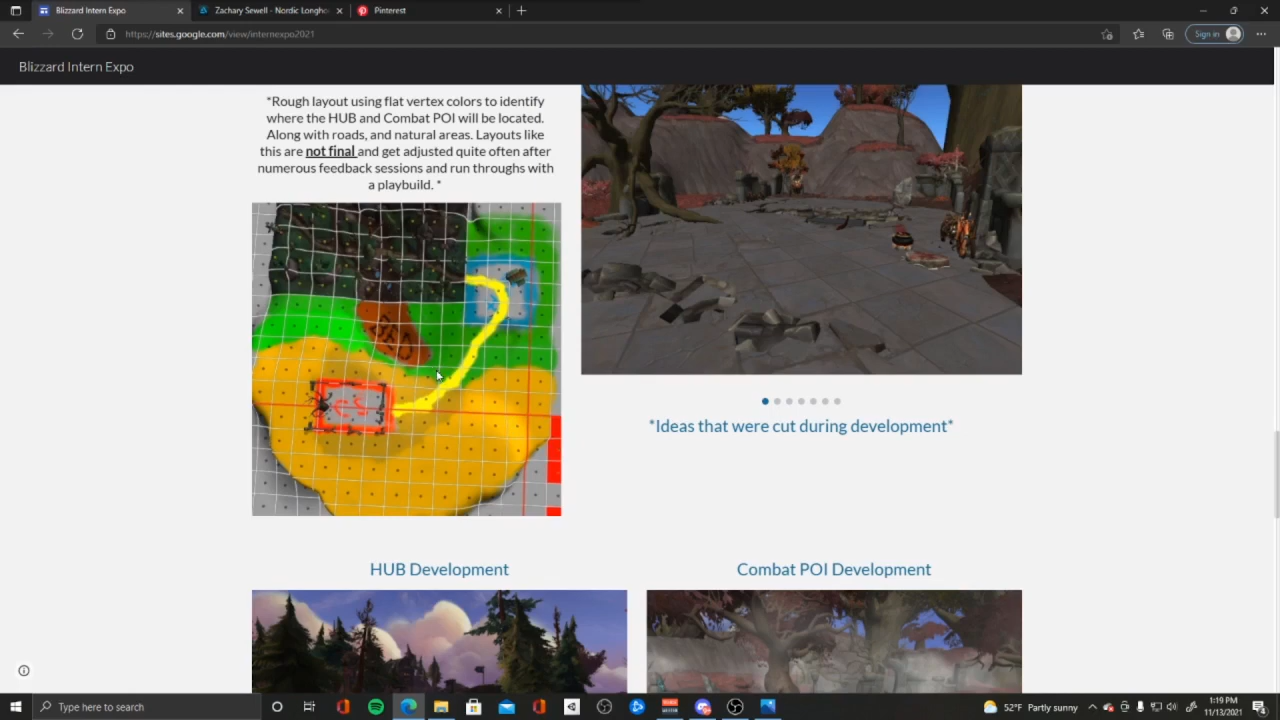 Blizzard Intern Expo
Zachary Sewell - Nordic Longho
Pinterest
https://sites.google.com/view/internexpo2021
Sign in
Blizzard Intern Expo
*Rough layout using flat vertex colors to identify
where the HUB and Combat POI will be located.
Along with roads, and natural areas. Layouts like
this are not final and get adjusted quite often after
numerous feedback sessions and run throughs with
a playbuild. *
*Ideas that were cut during development*
HUB Development
Combat POI Development
Type here to search
52°F Partly sunny
1:19 PM
11/13/2021